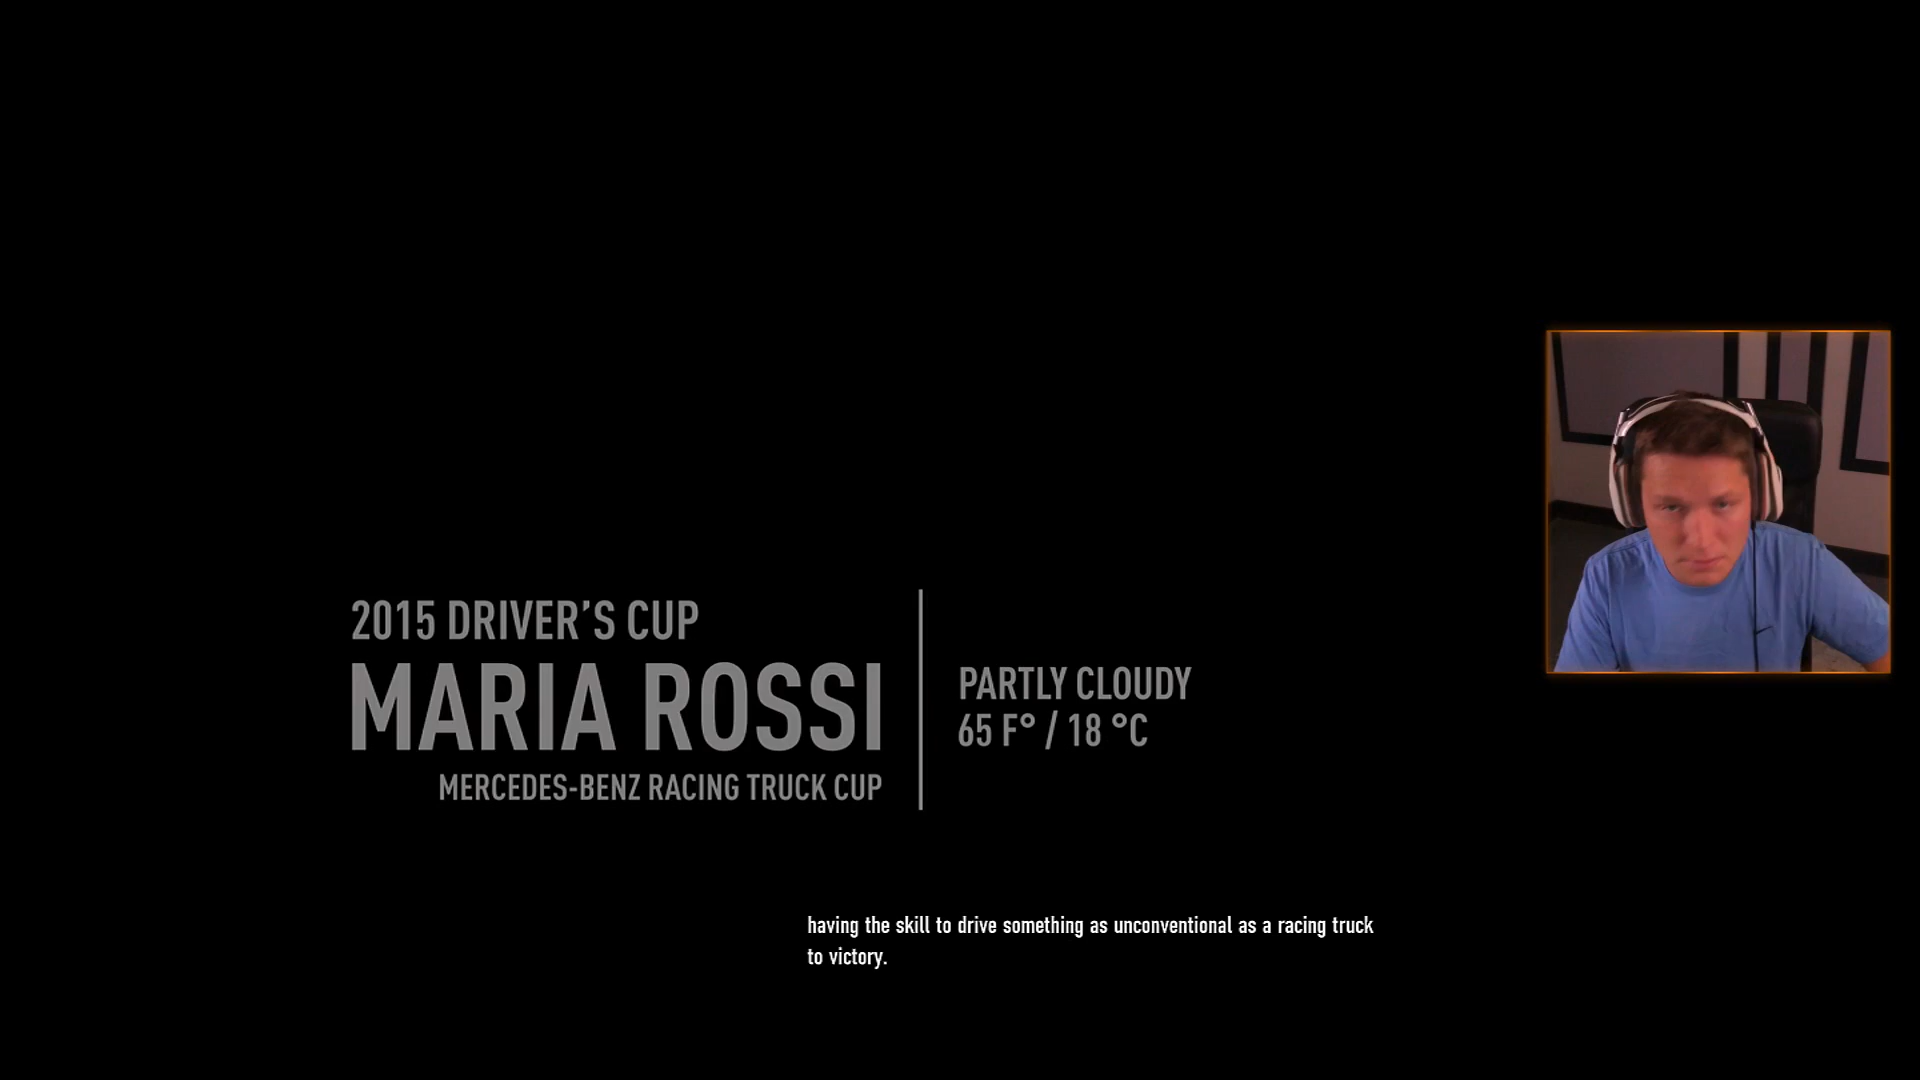 2015 DRIVER'S CUP
MARIA ROSSI
MERCEDES-BENZ RACING TRUCK CUP
PARTLY CLOUDY
65 F° / 18 °C
having the skill to drive something as unconventional as a racing truck
to victory.